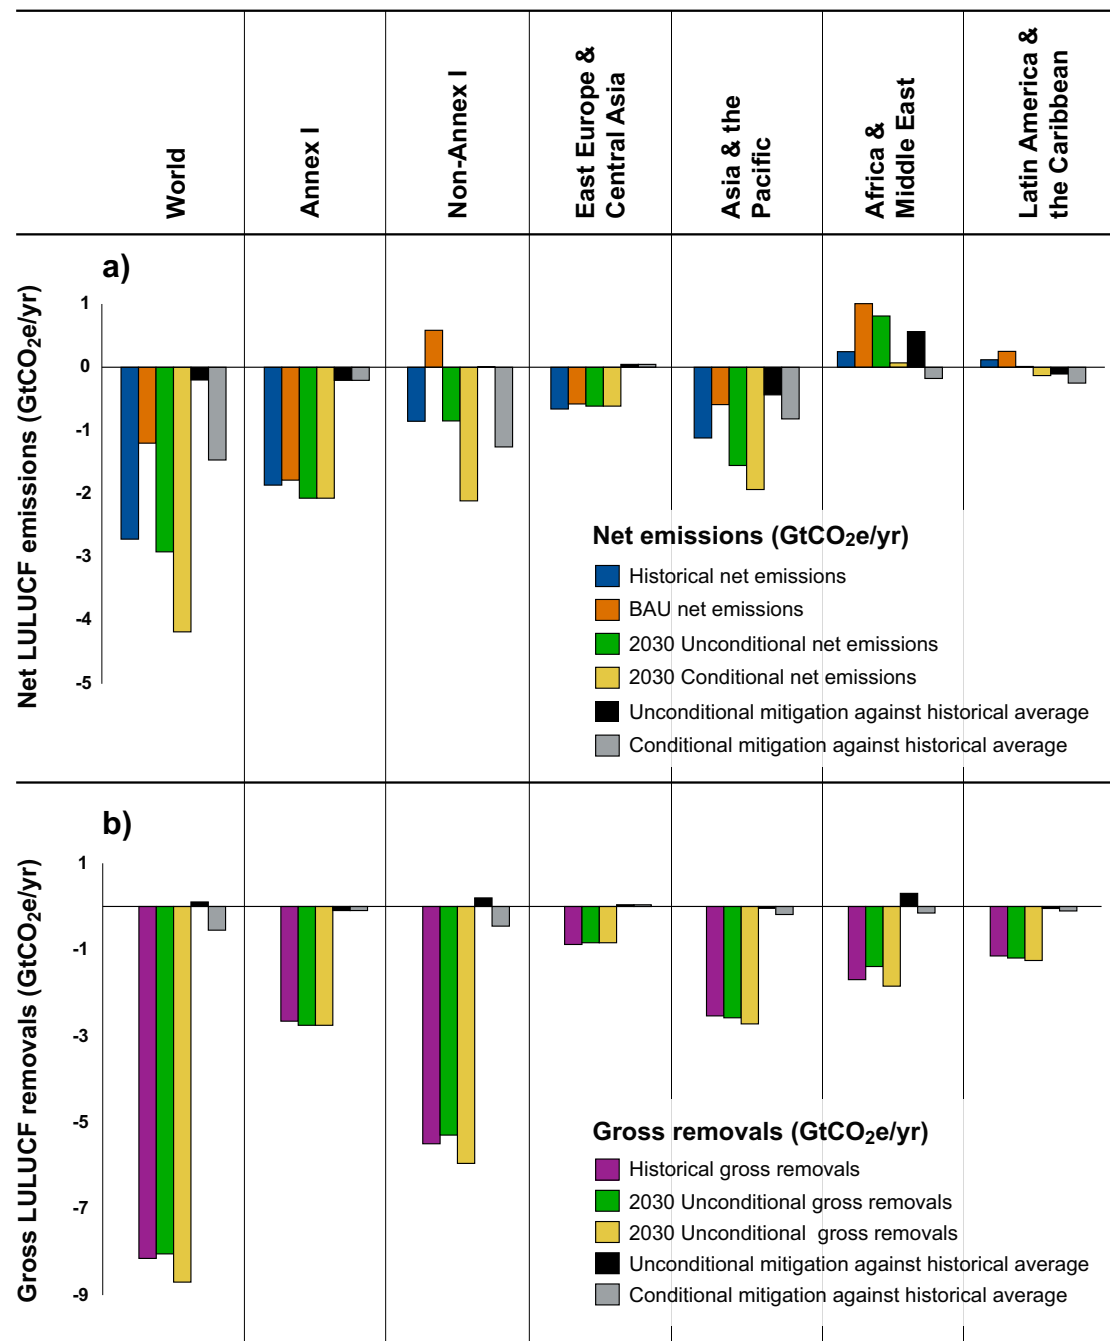 World
Annex I
Non-Annex I
East Europe &
Central Asia
Asia & the
Pacific
Africa &
Middle East
Latin America &
the Caribbean
a)
Net LULUCF emissions (GtCO2e/yr)
1
0
-1
-2
-3
-4
-5
Net emissions (GtCO2e/yr)
Historical net emissions
BAU net emissions
2030 Unconditional net emissions
2030 Conditional net emissions
Unconditional mitigation against historical average
Conditional mitigation against historical average
b)
Gross LULUCF removals (GtCO2e/yr)
1
-1
-3
-5
-7
-9
Gross removals (GtCO2e/yr)
Historical gross removals
2030 Unconditional gross removals
2030 Unconditional gross removals
Unconditional mitigation against historical average
Conditional mitigation against historical average